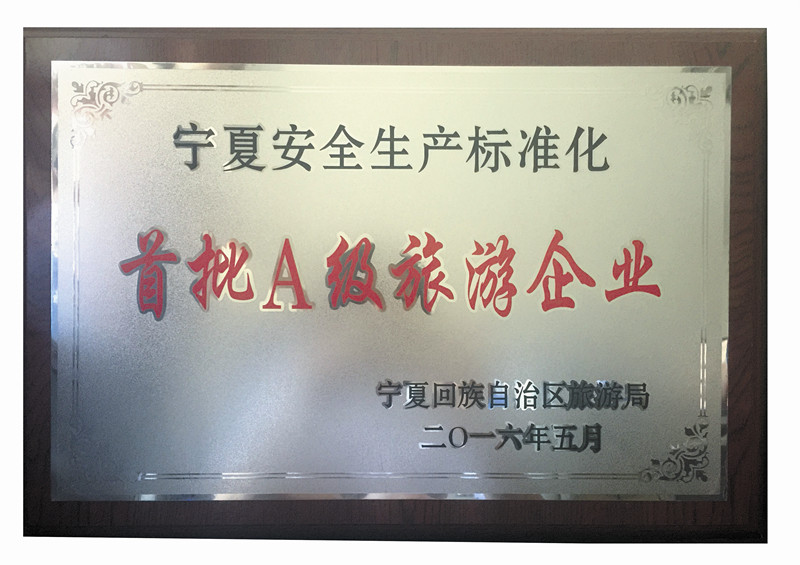 宁夏安全生产标准化
首批A级旅游企业
宁夏回族自治区旅游局
二〇一六年五月